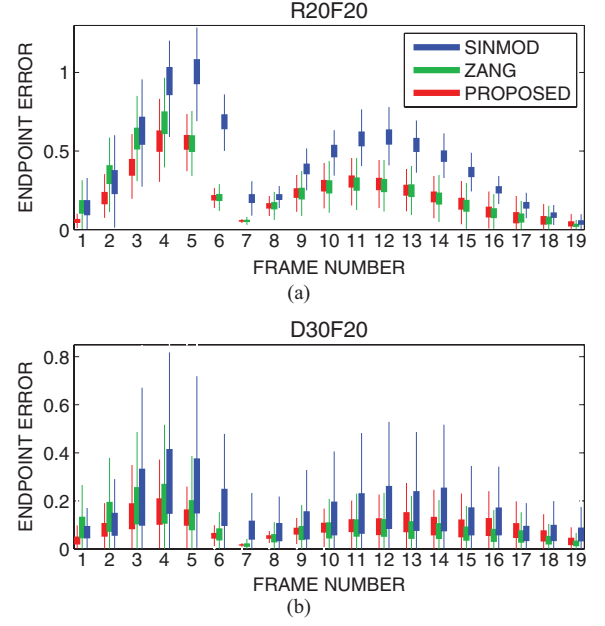 R20F20
ENDPOINT ERROR
1
0.5
0
SINMOD
ZANG
PROPOSED
1 2 3 4 5 6 7 8 9 10 11 12 13 14 15 16 17 18 19
FRAME NUMBER
(a)
D30F20
ENDPOINT ERROR
0.8
0.6
0.4
0.2
0
1 2 3 4 5 6 7 8 9 10 11 12 13 14 15 16 17 18 19
FRAME NUMBER
(b)